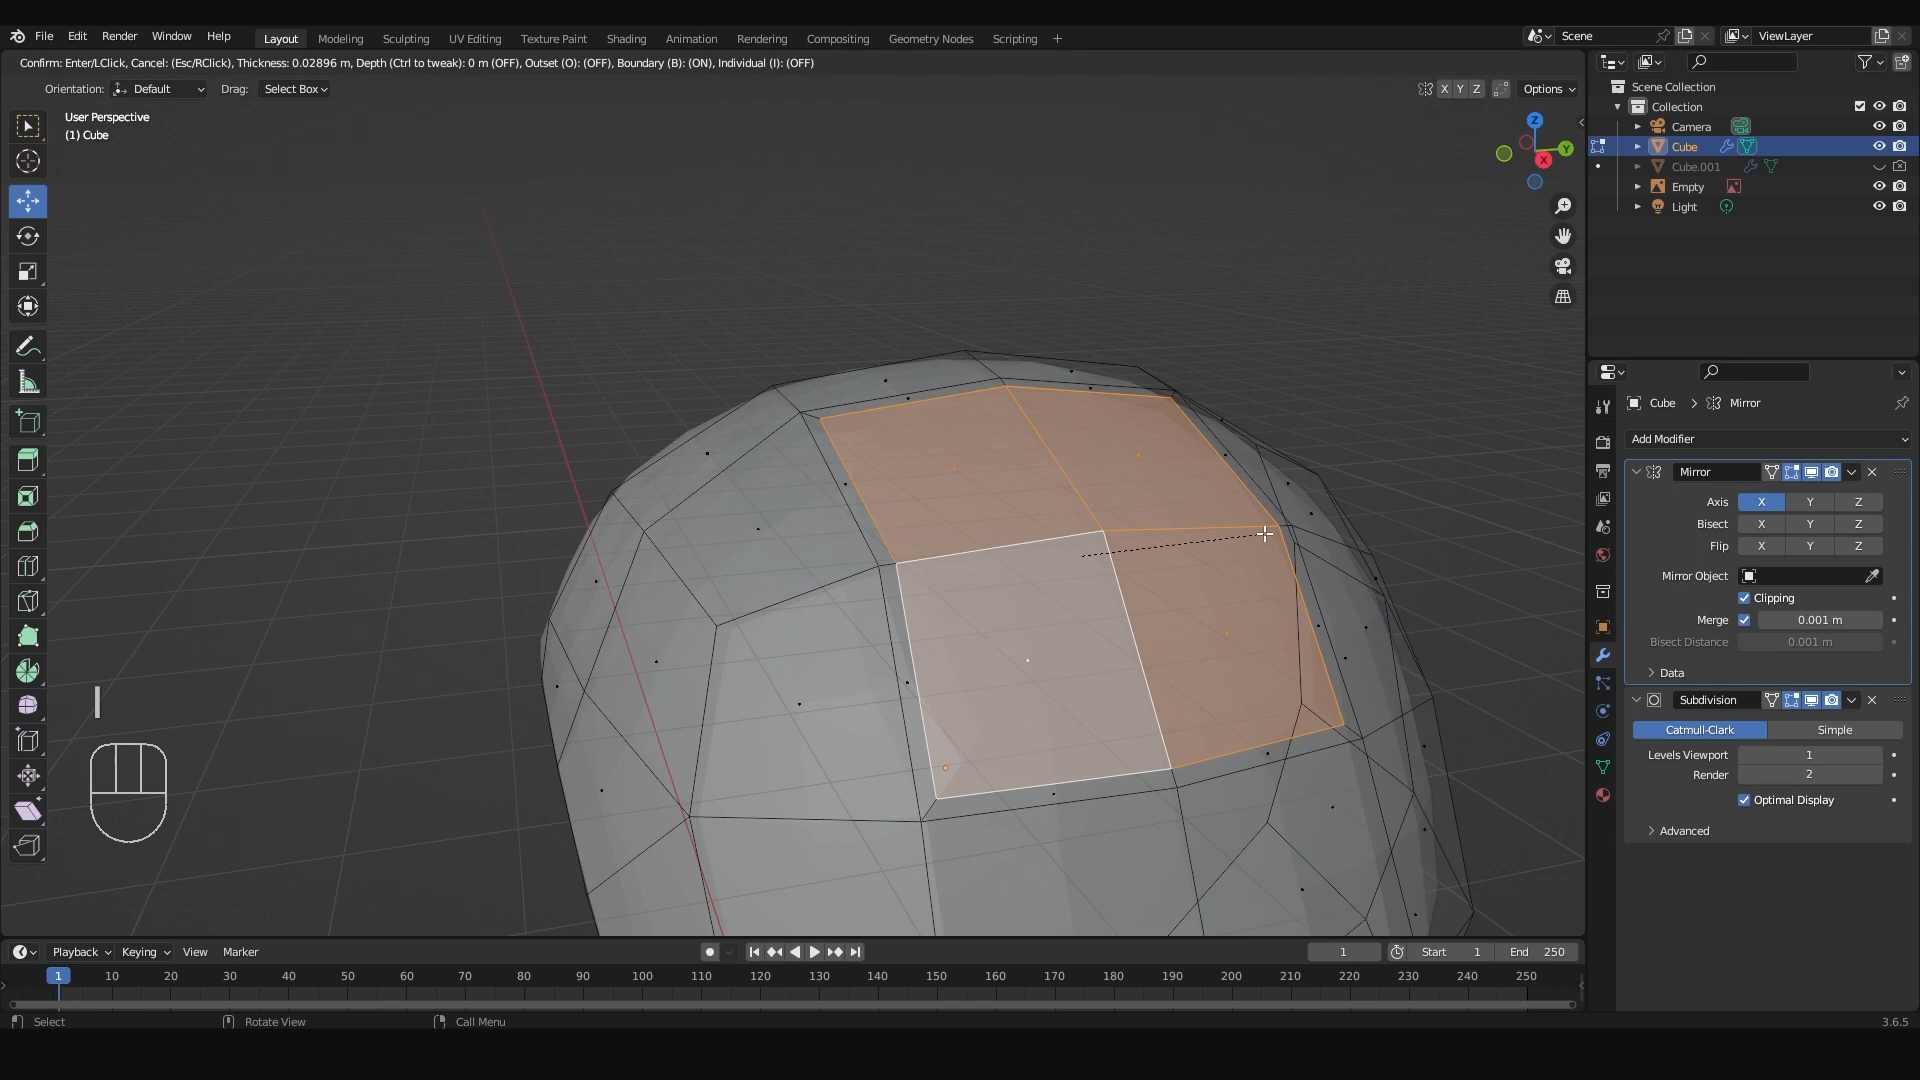 File Edit Render Window Help Layout Modeling Sculpting UV Editing Texture Paint Shading Animation Rendering Compositing Geometry Nodes Scripting + Scene ViewLayer
Confirm: Enter/LClick, Cancel: (Esc/RClick), Thickness: 0.02896 m, Depth (Ctrl to tweak): 0 m (OFF), Outset (O): (OFF), Boundary (B): (ON), Individual (I): (OFF)
Orientation: Default Drag: Select Box X Y Z Options
User Perspective
(1) Cube
Z
Y
X
I
Scene Collection
Collection
Camera
Cube
Cube.001
Empty
Light
Cube Mirror
Add Modifier
Mirror
Axis X Y Z
Bisect X Y Z
Flip X Y Z
Mirror Object
Clipping
Merge 0.001 m
Bisect Distance 0.001 m
Data
Subdivision
Catmull-Clark Simple
Levels Viewport 1
Render 2
Optimal Display
Advanced
Playback Keying View Marker 1 Start 1 End 250
1 10 20 30 40 50 60 70 80 90 100 110 120 130 140 150 160 170 180 190 200 210 220 230 240 250
Select Rotate View Call Menu 3.6.5